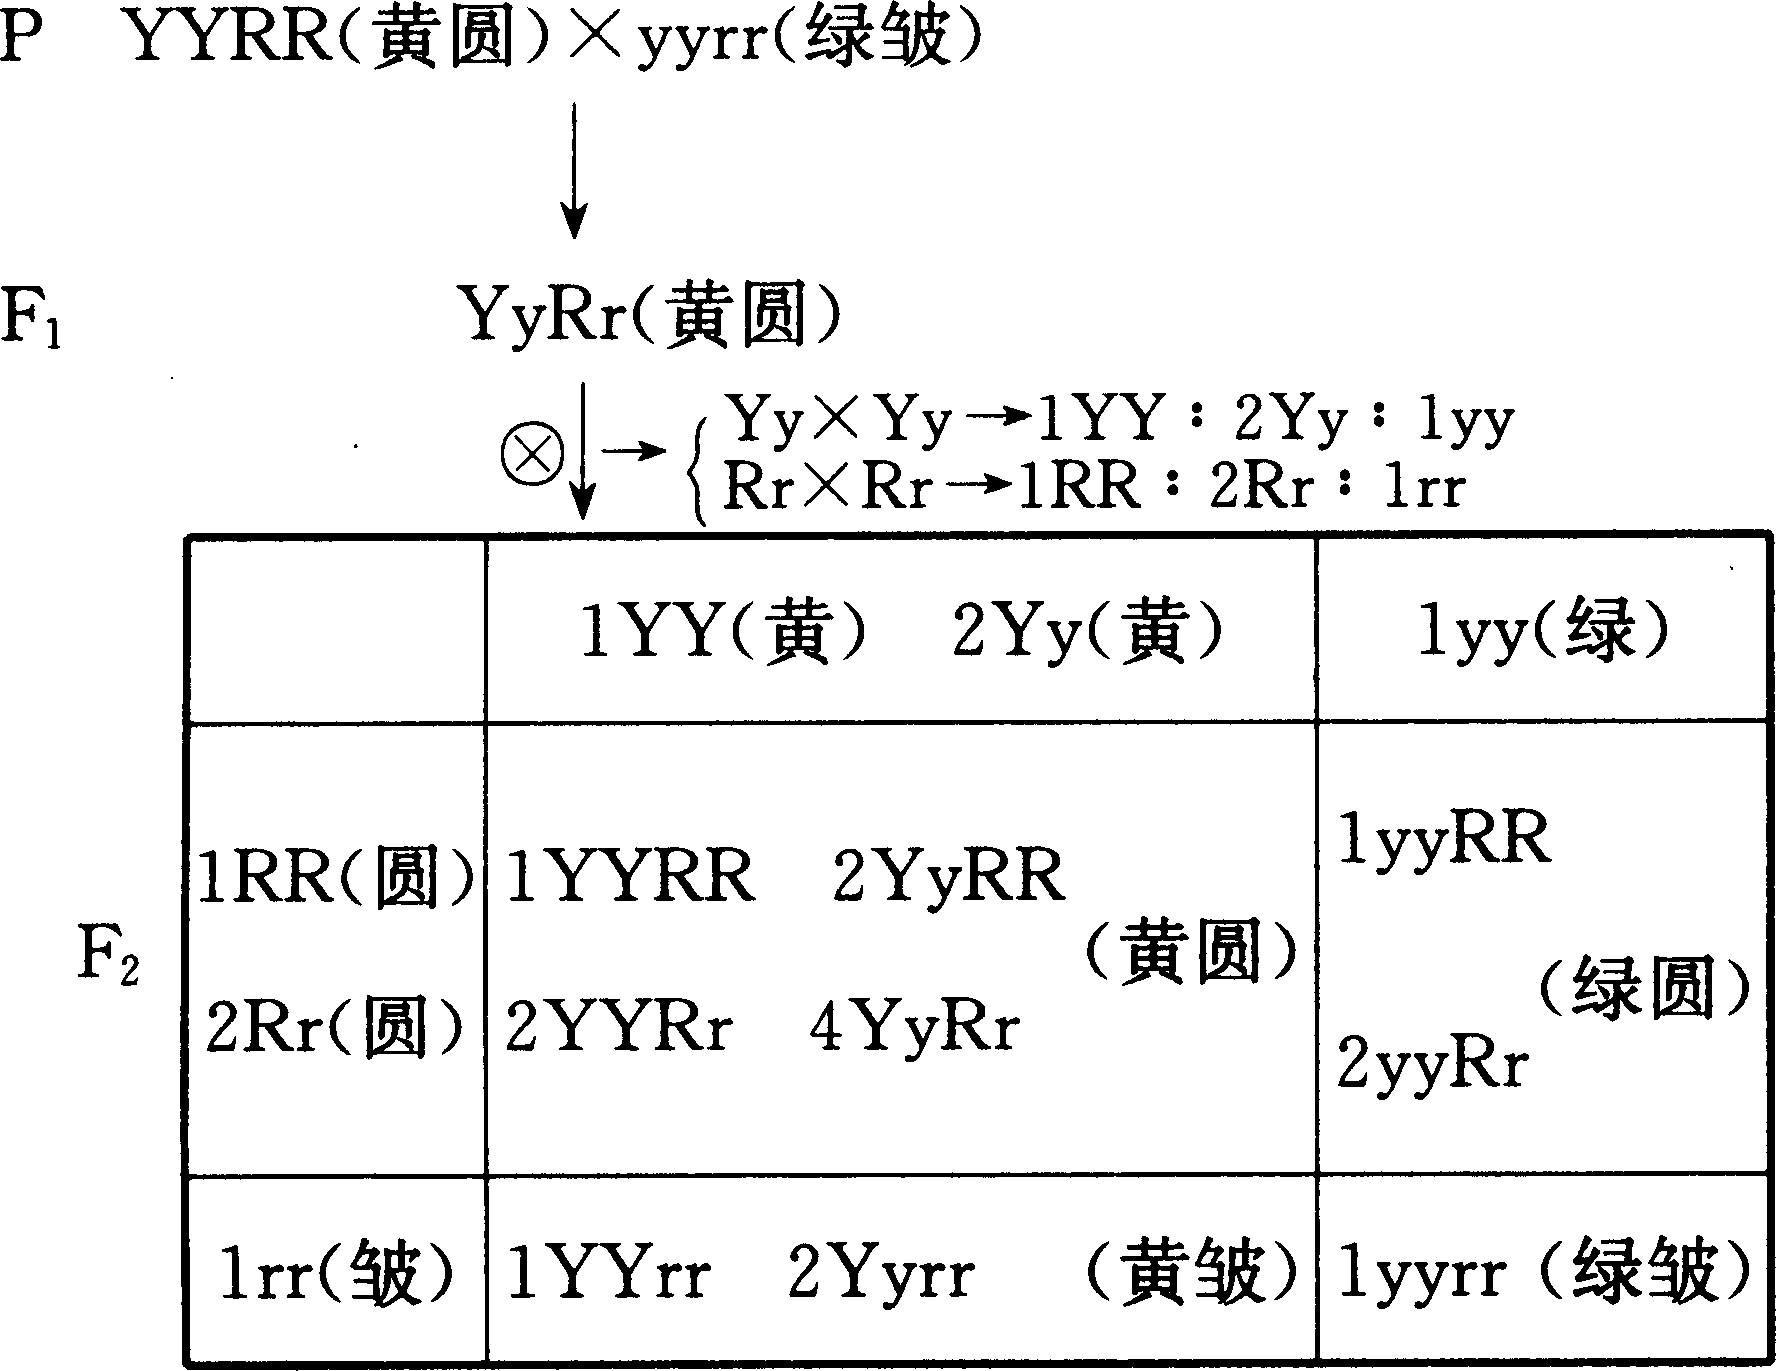 P YYRR(黄圆)×yyrr(绿皱)
F₁ YyRr(黄圆)
Yy×Yy→1YY∶2Yy∶1yy
⊗ → {
Rr×Rr→1RR∶2Rr∶1rr
1YY(黄) 2Yy(黄) 1yy(绿)
F₂
1RR(圆) 1YYRR 2YyRR 1yyRR
(黄圆) (绿圆)
2Rr(圆) 2YYRr 4YyRr 2yyRr
1rr(皱) 1YYrr 2Yyrr (黄皱) 1yyrr (绿皱)